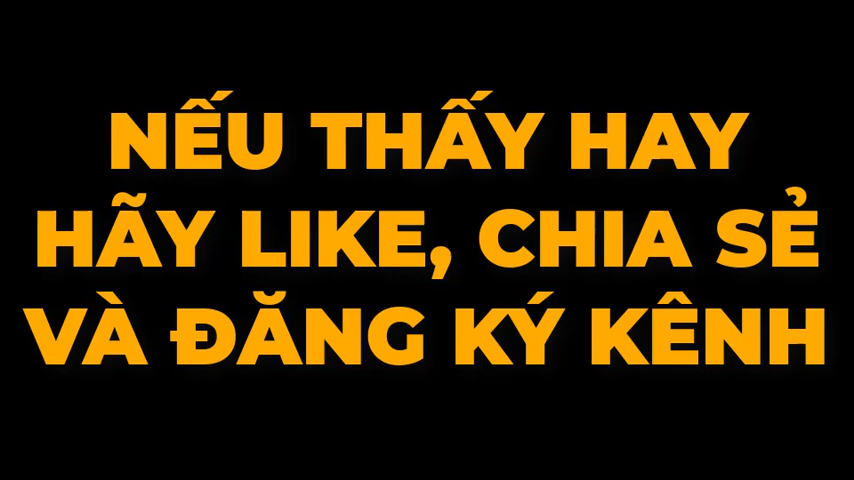 NẾU THẤY HAY
HÃY LIKE, CHIA SẺ
VÀ ĐĂNG KÝ KÊNH